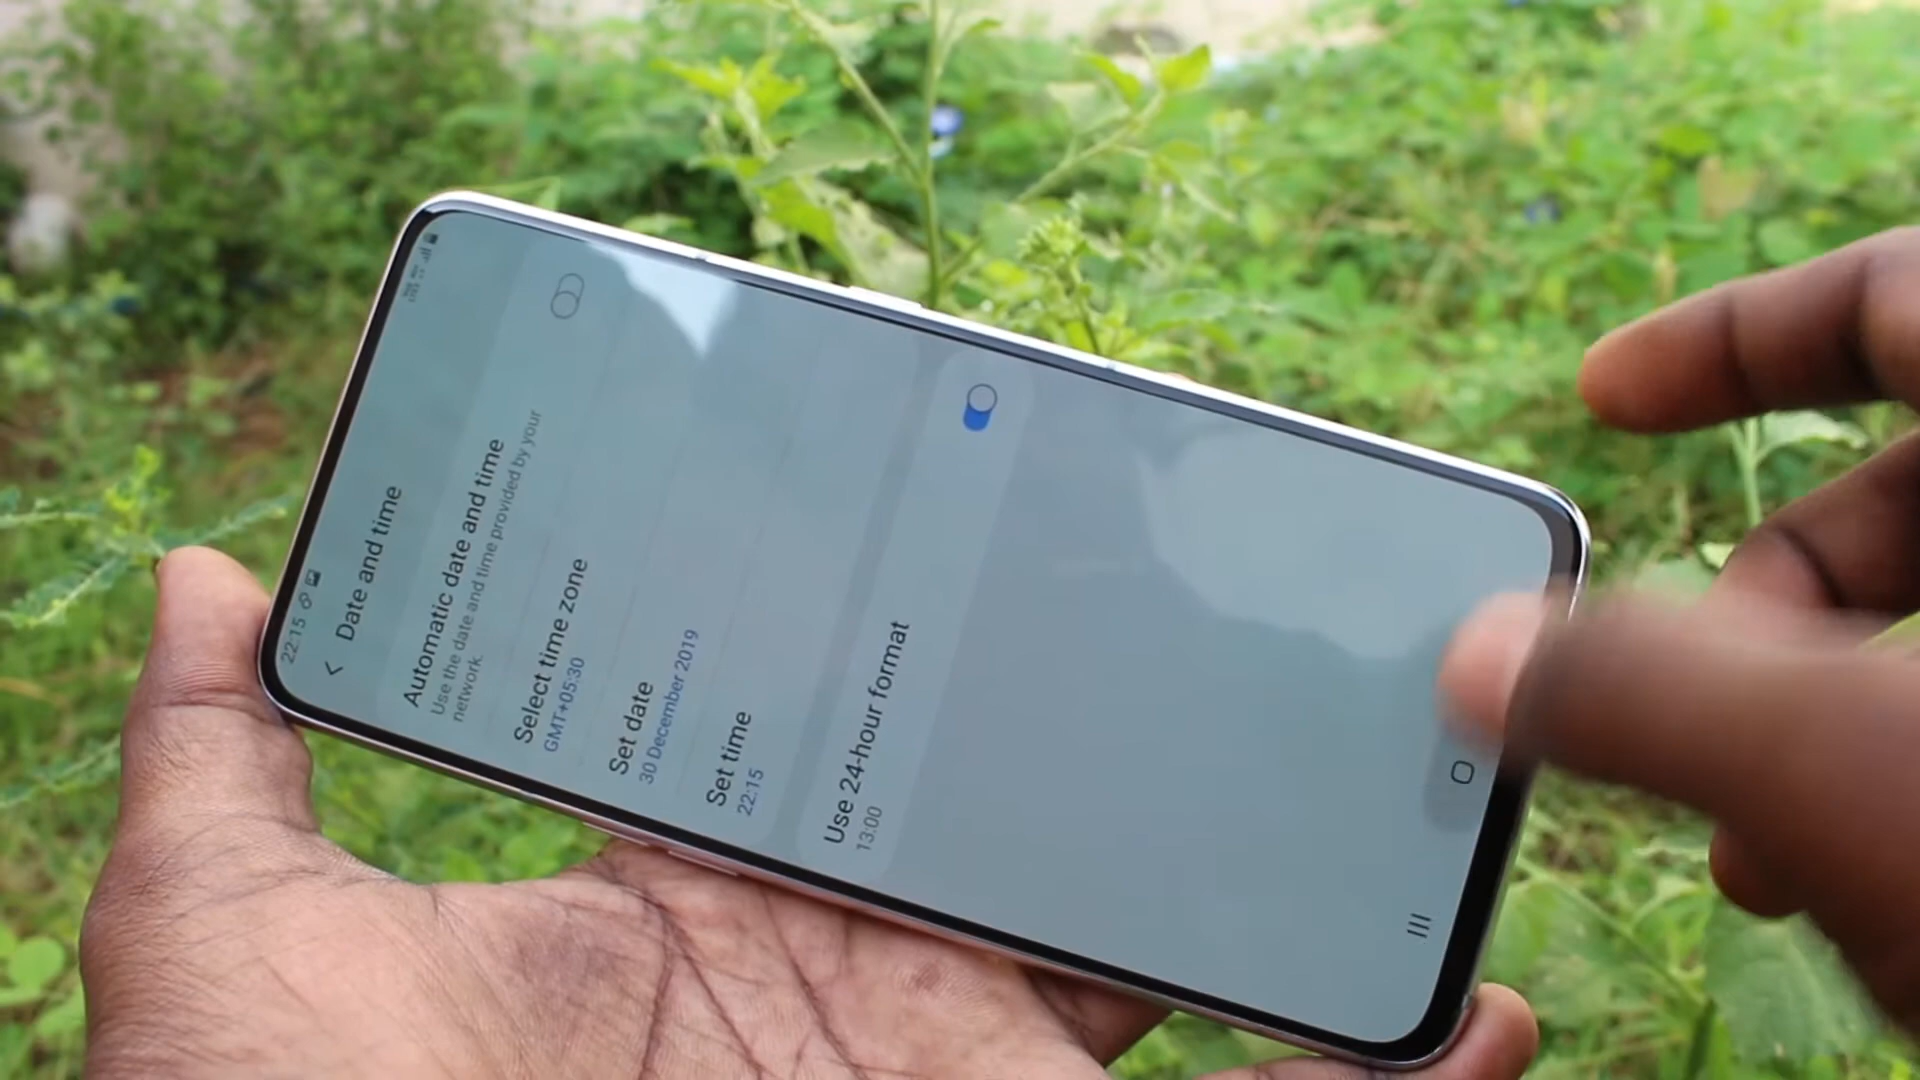 22:15
Date and time
Automatic date and time
Use the date and time provided by your
network.
Select time zone
GMT+05:30
Set date
30 December 2019
Set time
22:15
Use 24-hour format
13:00